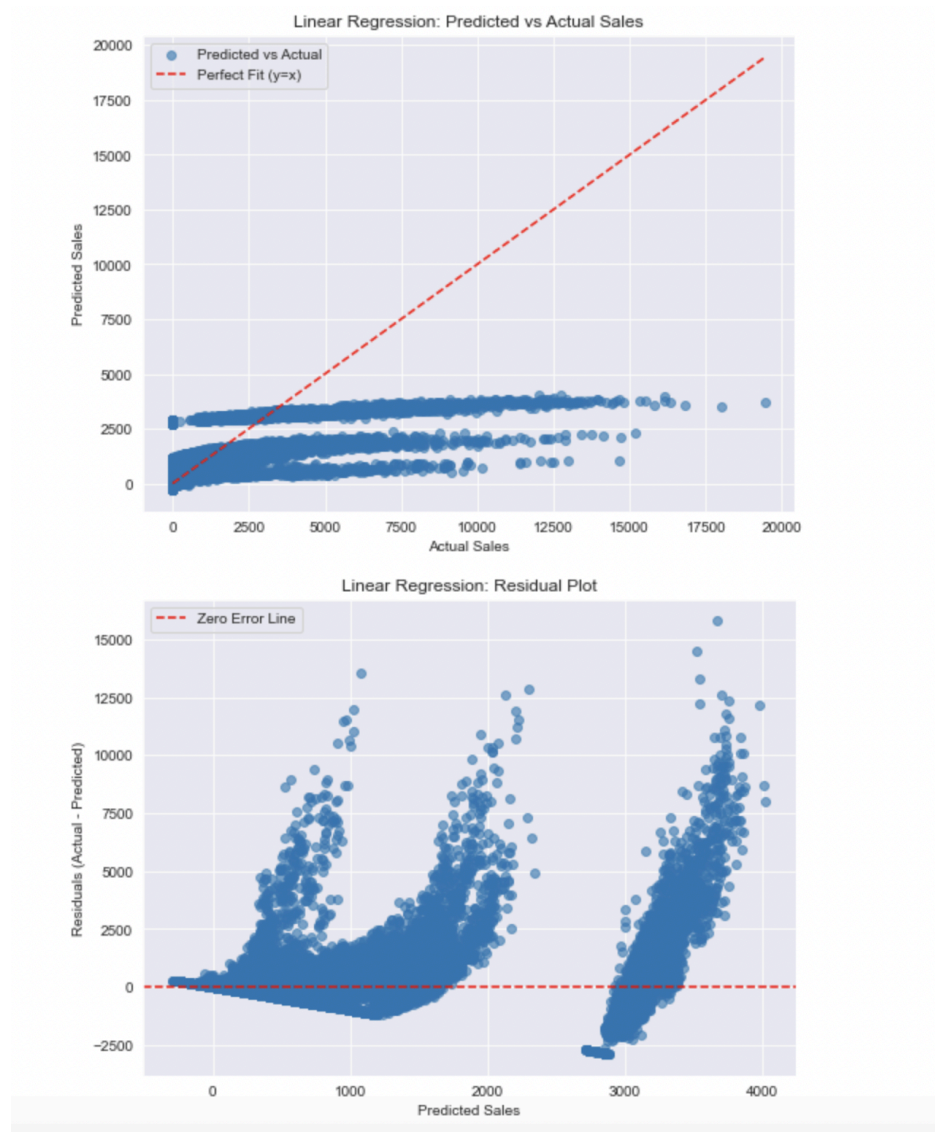 Linear Regression: Predicted vs Actual Sales
20000
Predicted vs Actual
Perfect Fit (y=x)
17500
15000
12500
10000
7500
5000
2500
0
Predicted Sales
0 2500 5000 7500 10000 12500 15000 17500 20000
Actual Sales
Linear Regression: Residual Plot
Zero Error Line
15000
12500
10000
7500
5000
2500
0
−2500
Residuals (Actual - Predicted)
0 1000 2000 3000 4000
Predicted Sales